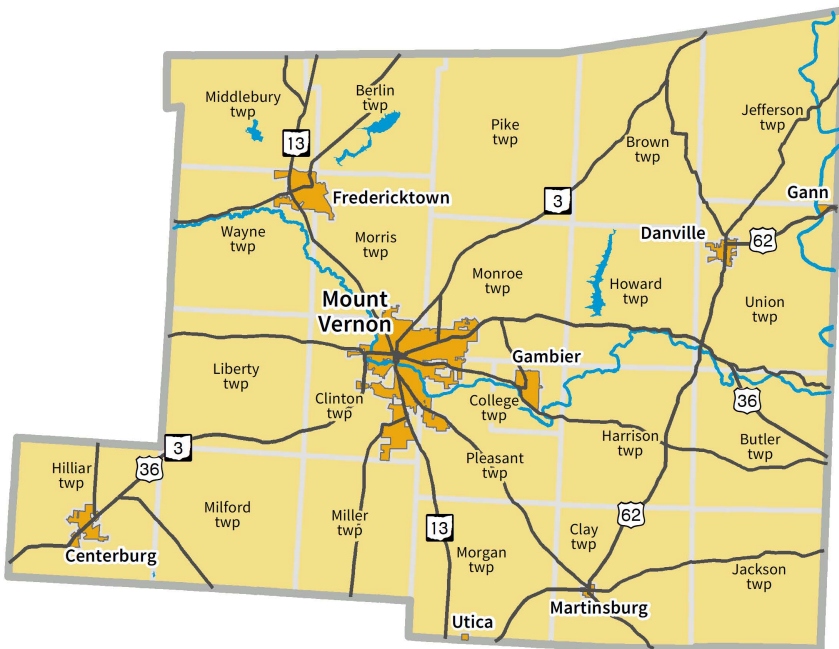 Middlebury
twp
Berlin
twp
Pike
twp
Brown
twp
Jefferson
twp
13
Fredericktown
3
Gann
Wayne
twp
Morris
twp
Danville
62
Monroe
twp
Howard
twp
Union
twp
Mount
Vernon
Gambier
Liberty
twp
Clinton
twp
College
twp
36
Harrison
twp
Butler
twp
3
36
Hilliar
twp
Pleasant
twp
Milford
twp
Miller
twp
13
62
Clay
twp
Morgan
twp
Centerburg
Jackson
twp
Martinsburg
Utica